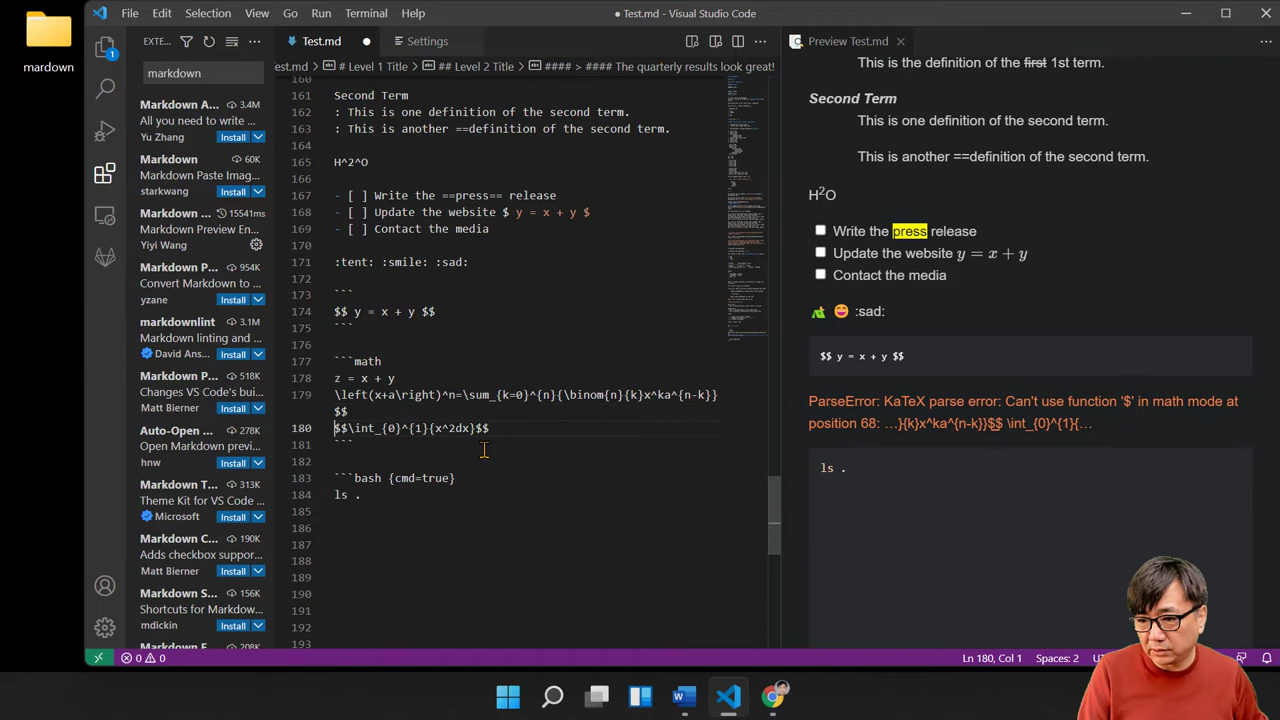 mardown
File Edit Selection View Go Run Terminal Help
Test.md - Visual Studio Code
EXTE...
Test.md
Settings
Preview Test.md
est.md > # Level 1 Title > ## Level 2 Title > #### > #### The quarterly results look great!
markdown
Markdown A... 3.4M
All you need to write ...
Yu Zhang Install
Markdown 60K
Markdown Paste Imag...
starkwang Install
Markdown ... 15541ms
Markdown Preview En...
Yiyi Wang
Markdown P... 454K
Convert Markdown to ...
yzane Install
markdownlint 3.1M
Markdown linting and ...
David Ans... Install
Markdown P... 518K
Changes VS Code's bui...
Matt Bierner Install
Auto-Open ... 278K
Open Markdown previ...
hnw Install
Markdown T... 313K
Theme Kit for VS Code ...
Microsoft Install
Markdown C... 190K
Adds checkbox suppor...
Matt Bierner Install
Markdown S... 156K
Shortcuts for Markdow...
mdickin Install
160
161 Second Term
162 : This is one definition of the second term.
163 : This is another ==definition of the second term.
164
165 H^2^O
166
167 - [ ] Write the ==press== release
168 - [ ] Update the website $ y = x + y $
169 - [ ] Contact the media
170
171 :tent: :smile: :sad:
172
173 ```
174 $$ y = x + y $$
175 ```
176
177 ```math
178 z = x + y
179 \left(x+a\right)^n=\sum_{k=0}^{n}{\binom{n}{k}x^ka^{n-k}}
$$
180 $$\int_{0}^{1}{x^2dx}$$
181 ```
182
183 ```bash {cmd=true}
184 ls .
185
186
187
188
189
190
191
192
193
This is the definition of the first 1st term.
Second Term
This is one definition of the second term.
This is another ==definition of the second term.
H2O
Write the press release
Update the website y = x + y
Contact the media
:sad:
$$ y = x + y $$
ParseError: KaTeX parse error: Can't use function '$' in math mode at
position 68: …}{k}x^ka^{n-k}}$$ \int_{0}^{1}{…
ls .
0 0
Ln 180, Col 1 Spaces: 2